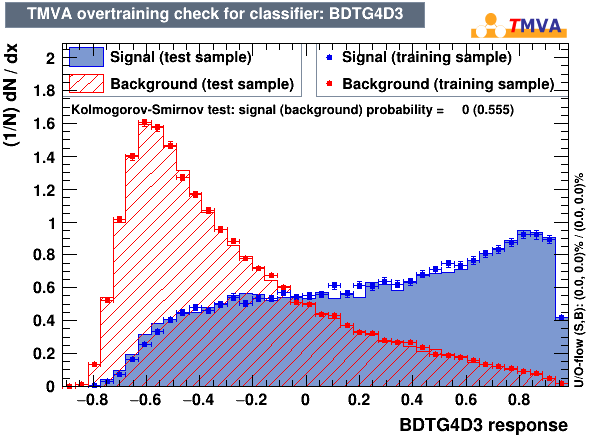 TMVA overtraining check for classifier: BDTG4D3
TMVA
Signal (test sample)
Signal (training sample)
Background (test sample)
Background (training sample)
Kolmogorov-Smirnov test: signal (background) probability = 0 (0.555)
(1/N) dN / dx
2
1.8
1.6
1.4
1.2
1
0.8
0.6
0.4
0.2
0
−0.8 −0.6 −0.4 −0.2 0 0.2 0.4 0.6 0.8
BDTG4D3 response
U/O-flow (S,B): (0.0, 0.0)% / (0.0, 0.0)%